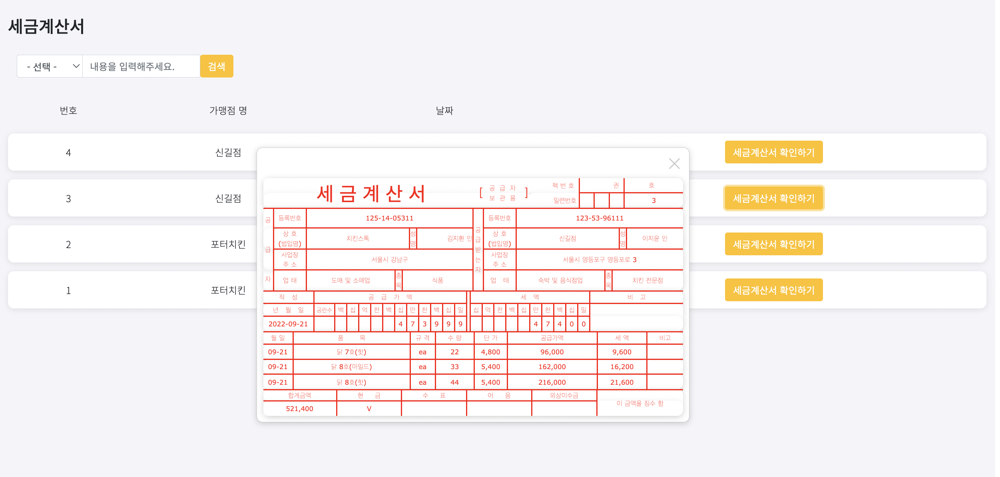 세금계산서
- 선택 - 내용을 입력해주세요. 검색
번호 가맹점 명 날짜
4 신길점 세금계산서 확인하기
3 신길점 세금계산서 확인하기
2 포터치킨 세금계산서 확인하기
1 포터치킨 세금계산서 확인하기
세금계산서 [ 공 급 자 보 관 용 ] 책 번 호 권 호
일련번호 3
공급자 등록번호 125-14-05311 공급받는자 등록번호 123-53-96111
상 호 (법입명) 치킨스톡 성명 김지환 인 상 호 (법입명) 신길점 성명 이지윤 인
사업장 주 소 서울시 강남구 사업장 주 소 서울시 영등포구 영등포로 3
업 태 도매 및 소매업 종목 식품 업 태 숙박 및 음식점업 종목 치킨 전문점
작 성 공 급 가 액 세 액 비 고
년 월 일 공란수 백 십 억 전 백 십 만 천 백 십 일 십 억 전 백 십 만 천 백 십 일
2022-09-21 4 7 3 9 9 9 4 7 4 0 0
월 일 품 목 규 격 수 량 단 가 공급가액 세 액 비고
09-21 닭 7호(핫) ea 22 4,800 96,000 9,600
09-21 닭 8호(마일드) ea 33 5,400 162,000 16,200
09-21 닭 8호(핫) ea 44 5,400 216,000 21,600
합계금액 현 금 수 표 어 음 외상미수금 이 금액을 징수 함
521,400 V